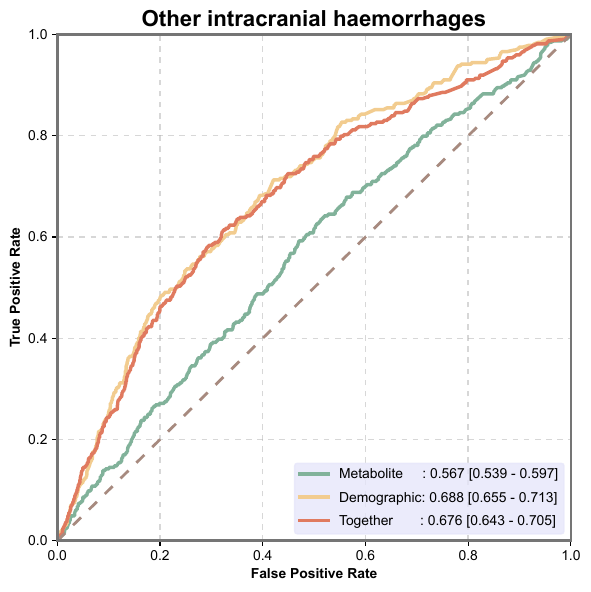 Other intracranial haemorrhages
True Positive Rate
1.0
0.8
0.6
0.4
0.2
0.0
Metabolite : 0.567 [0.539 - 0.597]
Demographic: 0.688 [0.655 - 0.713]
Together : 0.676 [0.643 - 0.705]
0.0 0.2 0.4 0.6 0.8 1.0
False Positive Rate